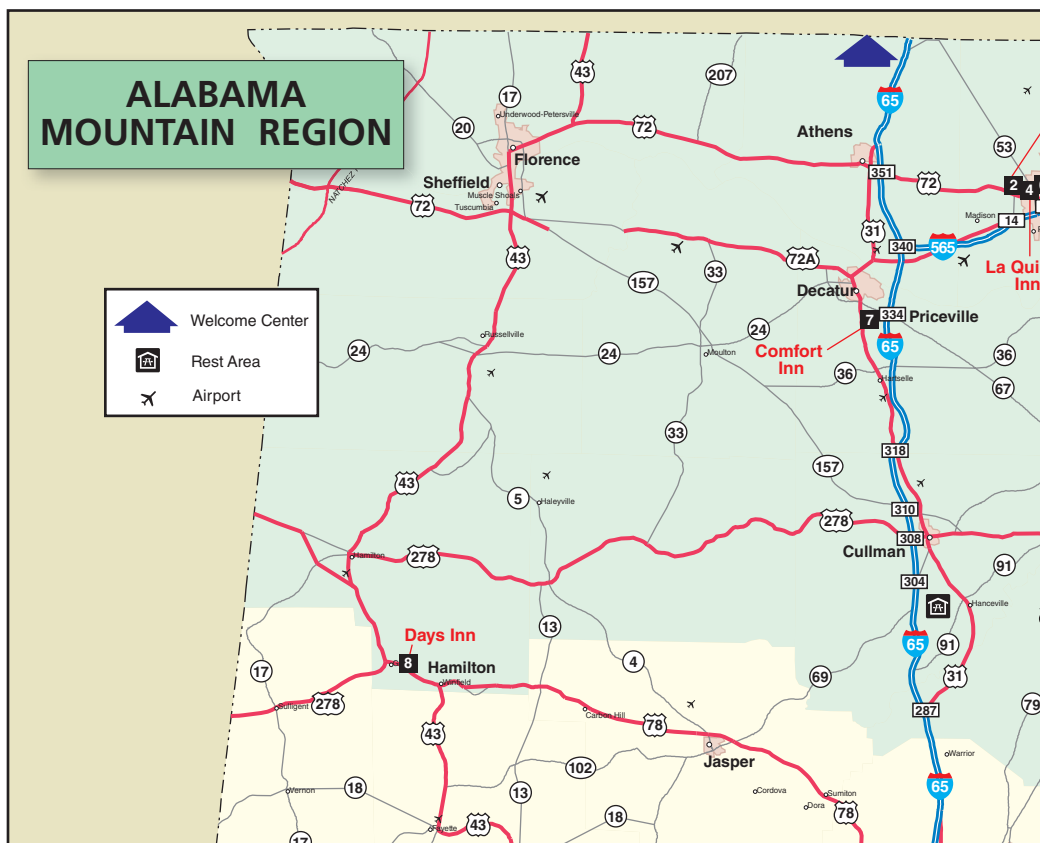 ALABAMA
MOUNTAIN REGION
Welcome Center
Rest Area
Airport
43
207
65
17
Underwood-Petersville
20
72
Athens
53
Florence
351
72
2
4
Sheffield
Muscle Shoals
Tuscumbia
72
Madison
14
31
340
565
43
72A
33
157
La Qui
Inn
Decatur
7
334
Priceville
24
Russellville
65
24
24
Moulton
Comfort
Inn
36
36
Hartselle
67
33
318
157
43
5
Haleyville
310
278
308
Cullman
Hamilton
278
304
91
Hanceville
13
65
91
Days Inn
8
Hamilton
4
69
31
17
Winfield
278
Sulligent
287
79
Carbon Hill
78
43
Jasper
Warrior
102
18
Vernon
13
Cordova
Sumiton
Dora
65
78
18
Fayette
43
17